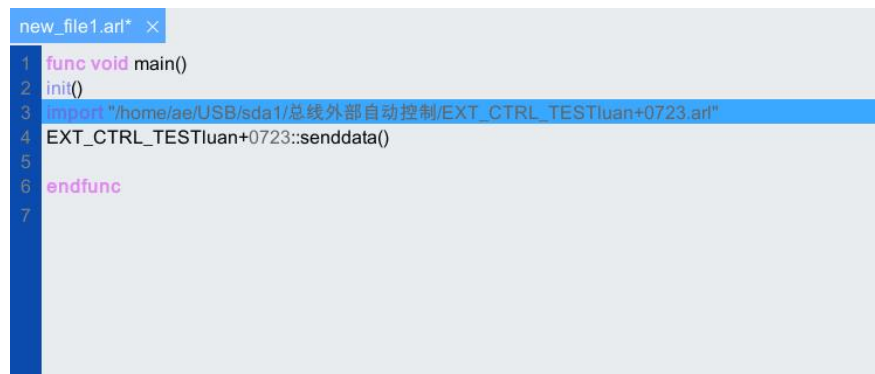 new_file1.arl* ×
1 func void main()
2 init()
3 import "/home/ae/USB/sda1/总线外部自动控制/EXT_CTRL_TESTluan+0723.arl"
4 EXT_CTRL_TESTluan+0723::senddata()
5
6 endfunc
7